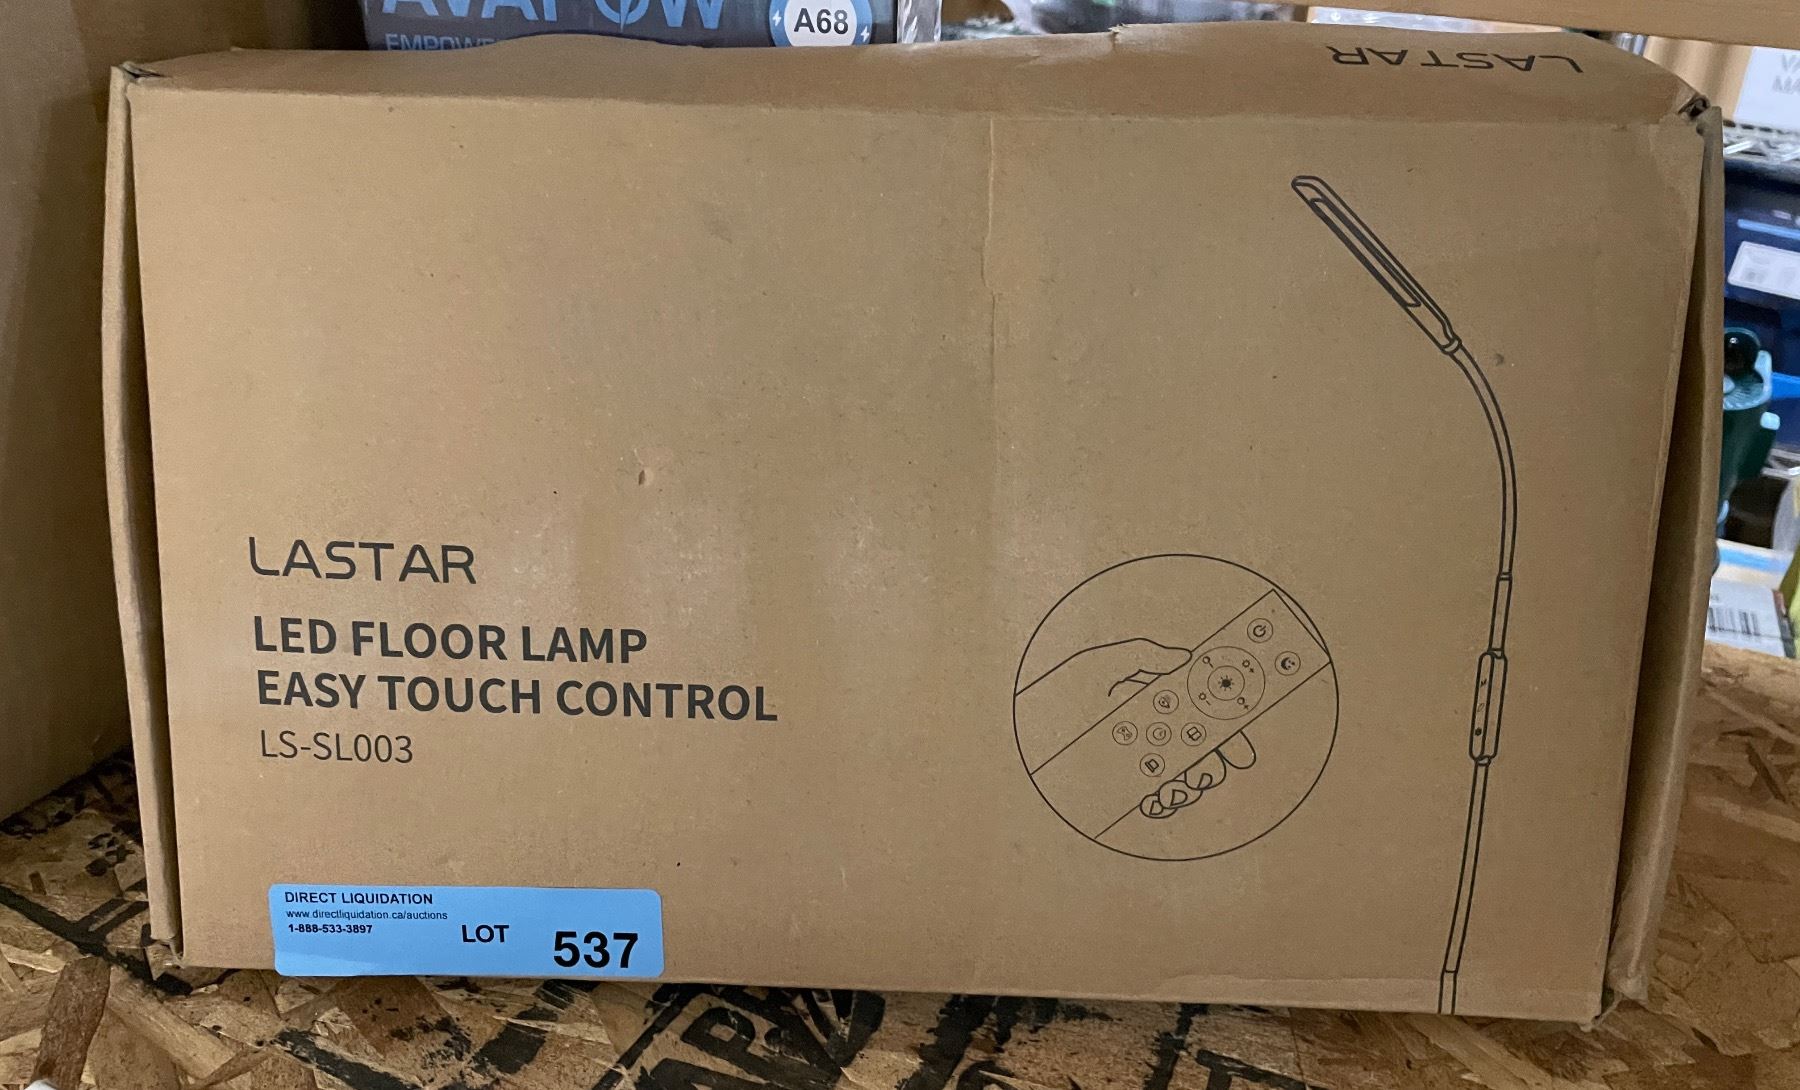 AVAPOW
A68
LASTAR
LASTAR
LED FLOOR LAMP
EASY TOUCH CONTROL
LS-SL003
DIRECT LIQUIDATION
www.directliquidation.ca/auctions
1-888-533-3897
LOT 537